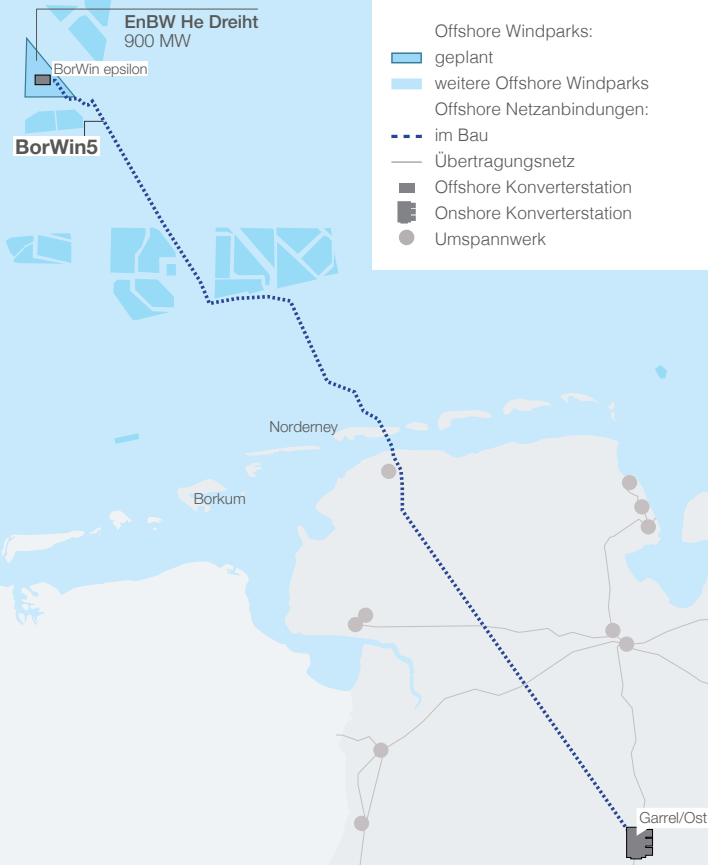 EnBW He Dreiht
900 MW
BorWin epsilon
BorWin5
Offshore Windparks:
geplant
weitere Offshore Windparks
Offshore Netzanbindungen:
im Bau
Übertragungsnetz
Offshore Konverterstation
Onshore Konverterstation
Umspannwerk
Norderney
Borkum
Garrel/Ost